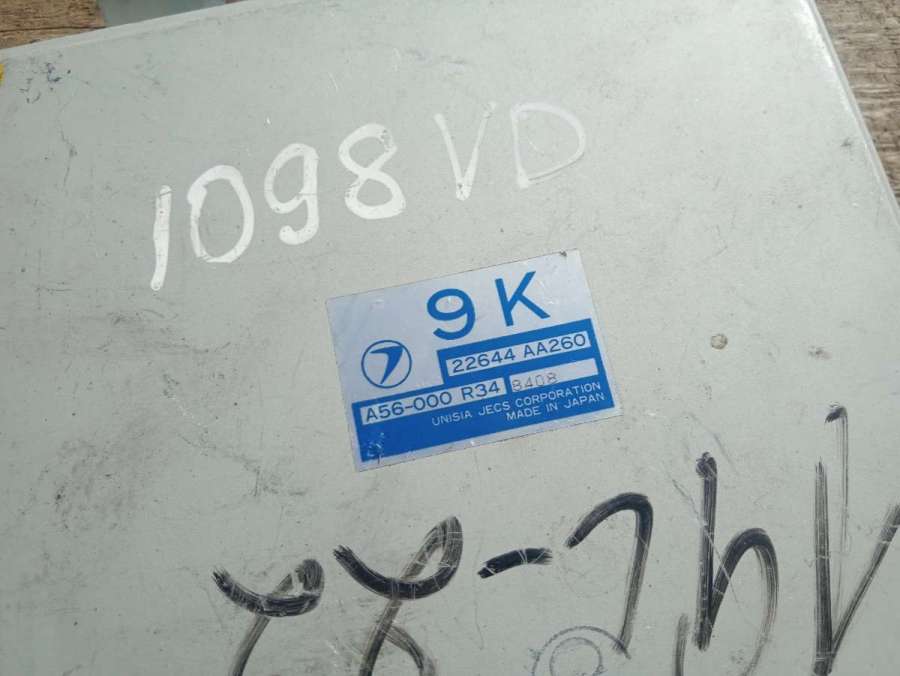 1098VD
9K
22644 AA260
A56-000 R34 8408
UNISIA JECS CORPORATION
MADE IN JAPAN